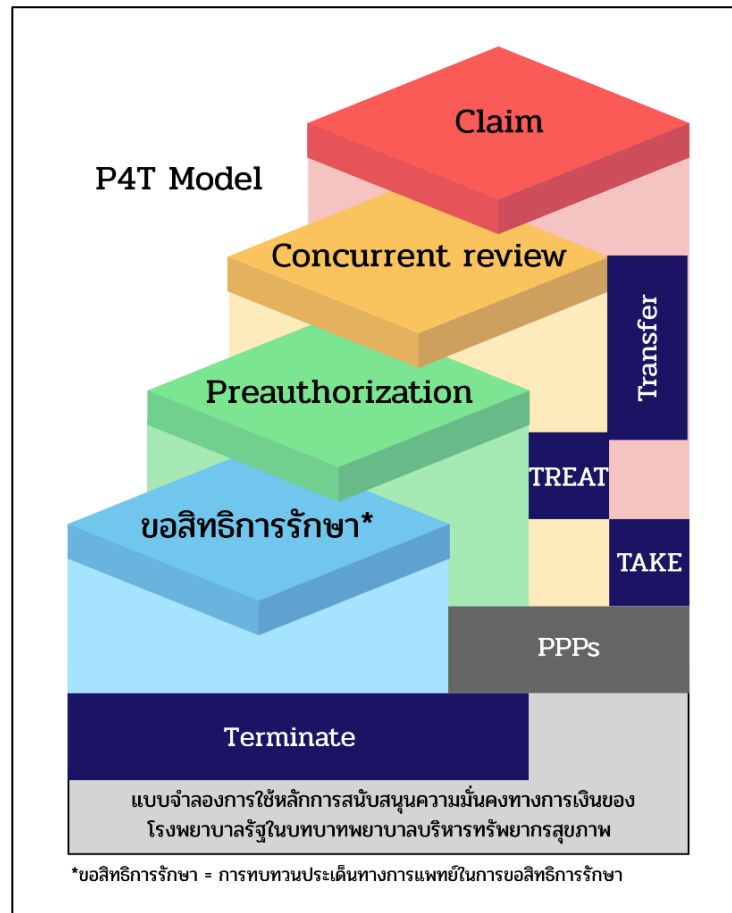 Claim
P4T Model
Concurrent review
Transfer
Preauthorization
TREAT
ขอสิทธิการรักษา*
TAKE
PPPs
Terminate
แบบจำลองการใช้หลักการสนับสนุนความมั่นคงทางการเงินของ
โรงพยาบาลรัฐในบทบาทพยาบาลบริหารทรัพยากรสุขภาพ
*ขอสิทธิการรักษา = การทบทวนประเด็นทางการแพทย์ในการขอสิทธิการรักษา